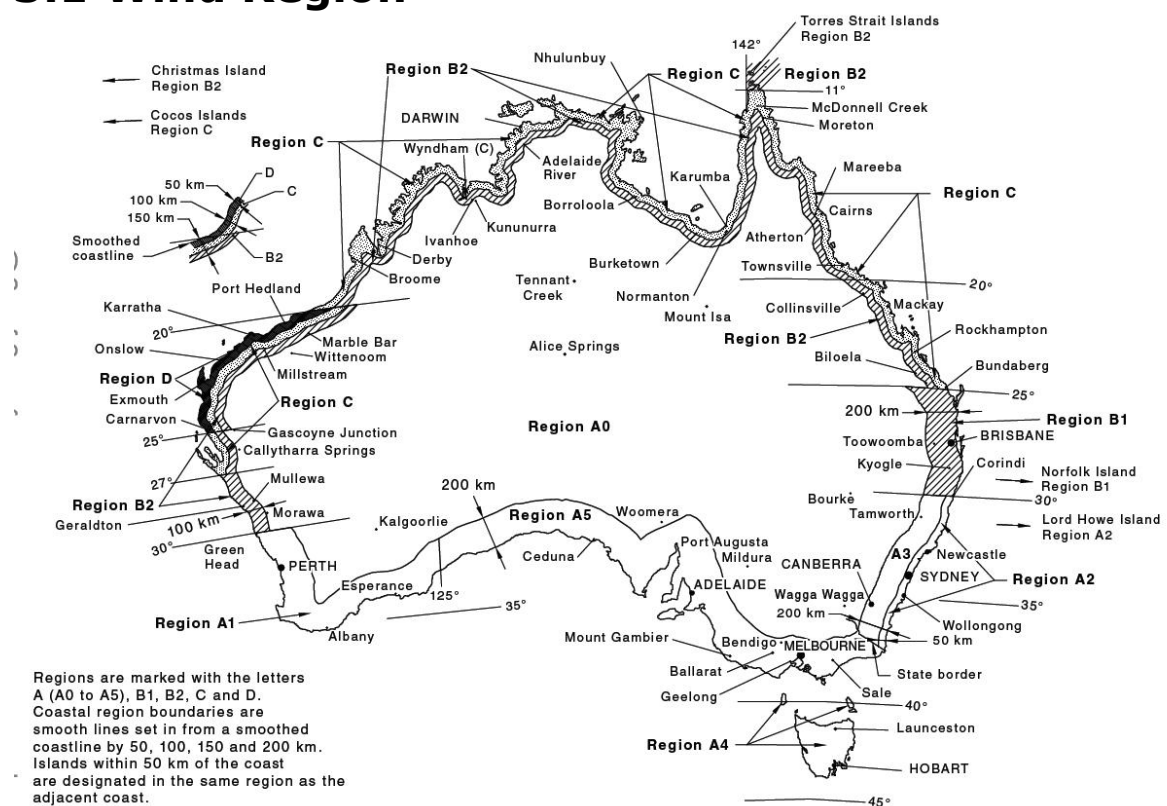 Torres Strait Islands
Region B2
142°
Nhulunbuy
Christmas Island
Region B2
Region B2
Region C
Region B2
11°
McDonnell Creek
Cocos Islands
Region C
DARWIN
Moreton
Region C
Wyndham (C)
Adelaide
River
Mareeba
D
50 km
C
100 km
150 km
Karumba
Region C
Borroloola
Cairns
Kununurra
Smoothed
coastline
B2
Ivanhoe
Atherton
Derby
Burketown
Townsville
Broome
Port Hedland
Tennant
Creek
20°
Normanton
Collinsville
Mackay
Karratha
Mount Isa
20°
Rockhampton
Marble Bar
Region B2
Onslow
Wittenoom
Alice Springs
Biloela
Bundaberg
Region D
Millstream
Exmouth
Region C
25°
200 km
Carnarvon
Region B1
25°
Gascoyne Junction
Region A0
Toowoomba
BRISBANE
Callytharra Springs
Kyogle
Corindi
27°
Mullewa
200 km
Norfolk Island
Region B1
Region B2
Bourke
30°
Geraldton
100 km
Morawa
Region A5
Woomera
Tamworth
Kalgoorlie
Lord Howe Island
Region A2
30°
Green
Head
Port Augusta
Ceduna
Mildura
A3
Newcastle
PERTH
CANBERRA
SYDNEY
Region A2
Esperance
125°
ADELAIDE
Wagga Wagga
35°
35°
200 km
Region A1
Wollongong
Albany
Mount Gambier
Bendigo
MELBOURNE
50 km
Ballarat
State border
Geelong
Sale
40°
Launceston
Region A4
HOBART
45°
Regions are marked with the letters
A (A0 to A5), B1, B2, C and D.
Coastal region boundaries are
smooth lines set in from a smoothed
coastline by 50, 100, 150 and 200 km.
Islands within 50 km of the coast
are designated in the same region as the
adjacent coast.